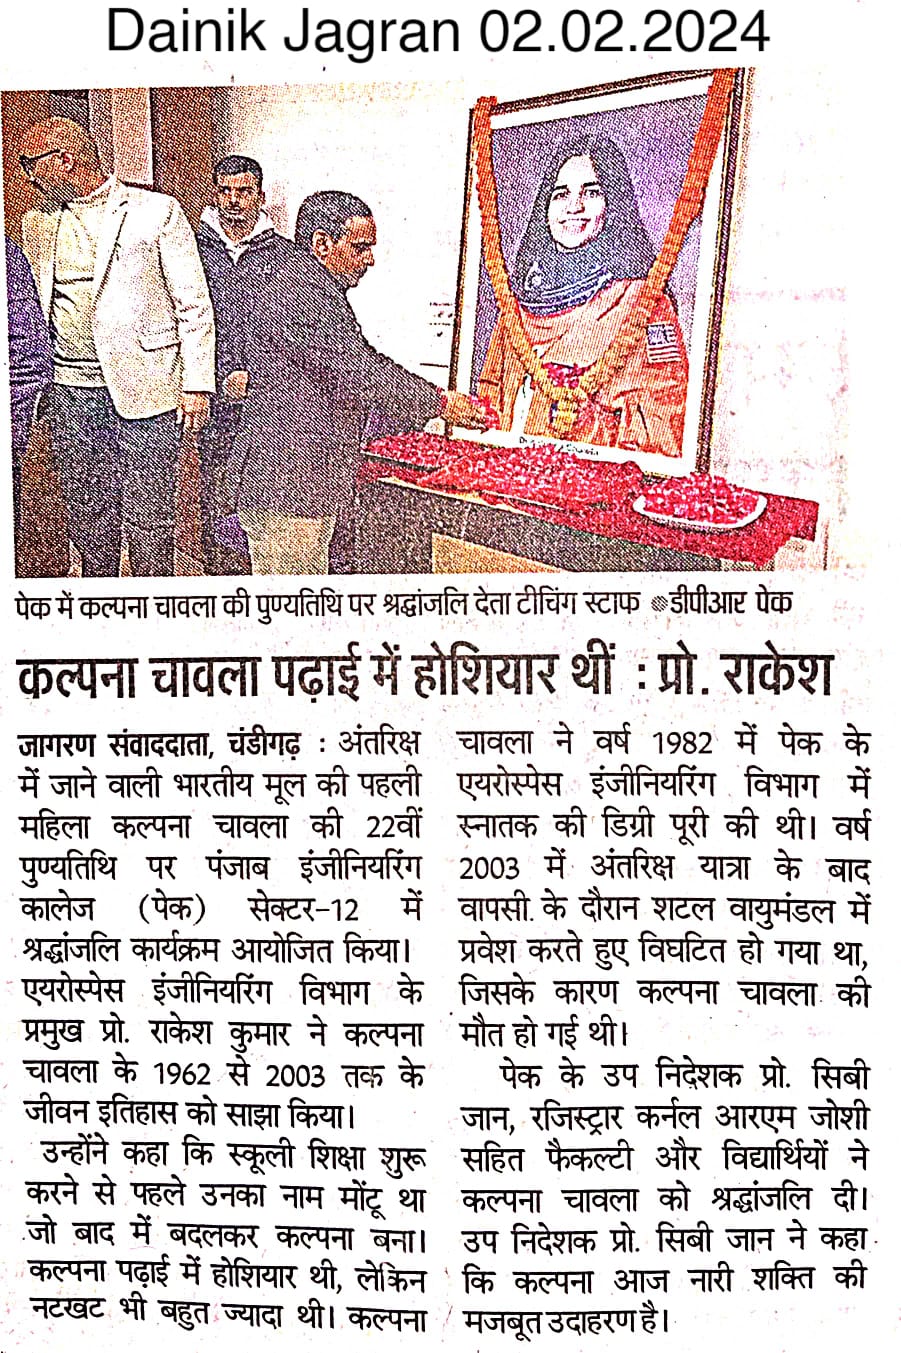 Dainik Jagran 02.02.2024
पेक में कल्पना चावला की पुण्यतिथि पर श्रद्धांजलि देता टीचिंग स्टाफ डीपीआर पेक
कल्पना चावला पढ़ाई में होशियार थीं : प्रो. राकेश
जागरण संवाददाता, चंडीगढ़ : अंतरिक्ष
में जाने वाली भारतीय मूल की पहली
महिला कल्पना चावला की 22वीं
पुण्यतिथि पर पंजाब इंजीनियरिंग
कालेज (पेक) सेक्टर-12 में
श्रद्धांजलि कार्यक्रम आयोजित किया।
एयरोस्पेस इंजीनियरिंग विभाग के
प्रमुख प्रो. राकेश कुमार ने कल्पना
चावला के 1962 से 2003 तक के
जीवन इतिहास को साझा किया।
उन्होंने कहा कि स्कूली शिक्षा शुरू
करने से पहले उनका नाम मोंटू था
जो बाद में बदलकर कल्पना बना।
कल्पना पढ़ाई में होशियार थी, लेकिन
नटखट भी बहुत ज्यादा थी। कल्पना
चावला ने वर्ष 1982 में पेक के
एयरोस्पेस इंजीनियरिंग विभाग में
स्नातक की डिग्री पूरी की थी। वर्ष
2003 में अंतरिक्ष यात्रा के बाद
वापसी के दौरान शटल वायुमंडल में
प्रवेश करते हुए विघटित हो गया था,
जिसके कारण कल्पना चावला की
मौत हो गई थी।
पेक के उप निदेशक प्रो. सिबी
जान, रजिस्ट्रार कर्नल आरएम जोशी
सहित फैकल्टी और विद्यार्थियों ने
कल्पना चावला को श्रद्धांजलि दी।
उप निदेशक प्रो. सिबी जान ने कहा
कि कल्पना आज नारी शक्ति की
मजबूत उदाहरण है।